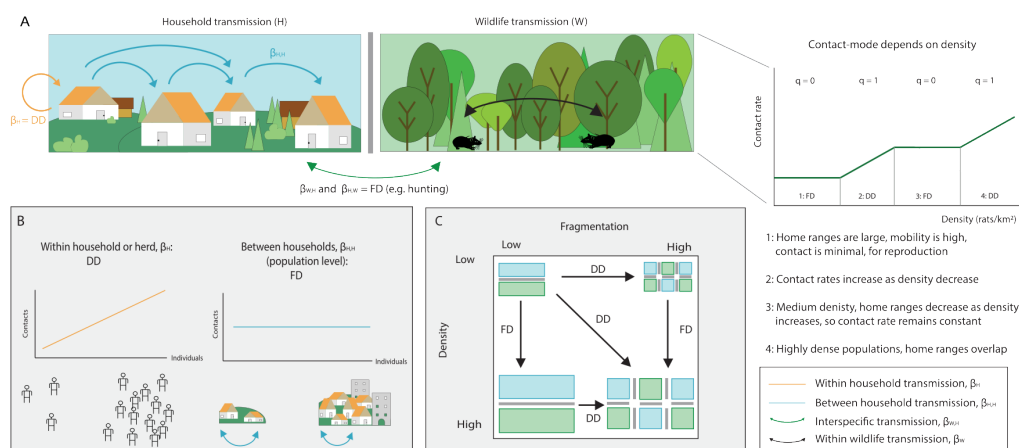 A
Household transmission (H)
Wildlife transmission (W)
βH,H
βH = DD
βW,H and βH,W = FD (e.g. hunting)
Contact-mode depends on density
q = 0
q = 1
q = 0
q = 1
Contact rate
1: FD
2: DD
3: FD
4: DD
Density (rats/km²)
1: Home ranges are large, mobility is high,
contact is minimal, for reproduction
2: Contact rates increase as density decrease
3: Medium denisty, home ranges decrease as density
increases, so contact rate remains constant
4: Highly dense populations, home ranges overlap
B
Within household or herd, βH:
DD
Contacts
Individuals
Between households, βH,H
(population level):
FD
Contacts
Individuals
C
Fragmentation
Low
High
Low
Density
High
DD
FD
DD
FD
DD
Within household transmission, βH
Between household transmission, βH,H
Interspecific transmission, βW,H
Within wildlife transmission, βW